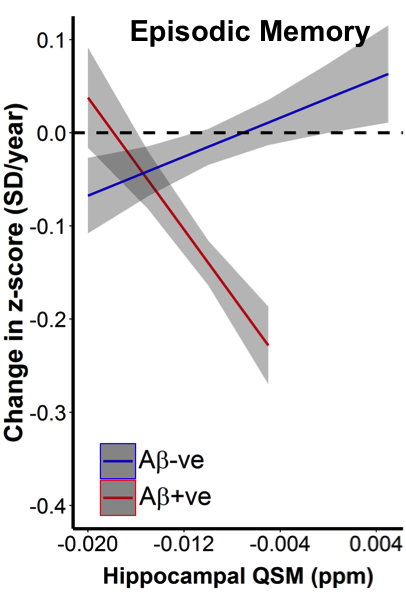 Episodic Memory
Change in z-score (SD/year)
0.1
0.0
-0.1
-0.2
-0.3
-0.4
Aβ-ve
Aβ+ve
-0.020 -0.012 -0.004 0.004
Hippocampal QSM (ppm)